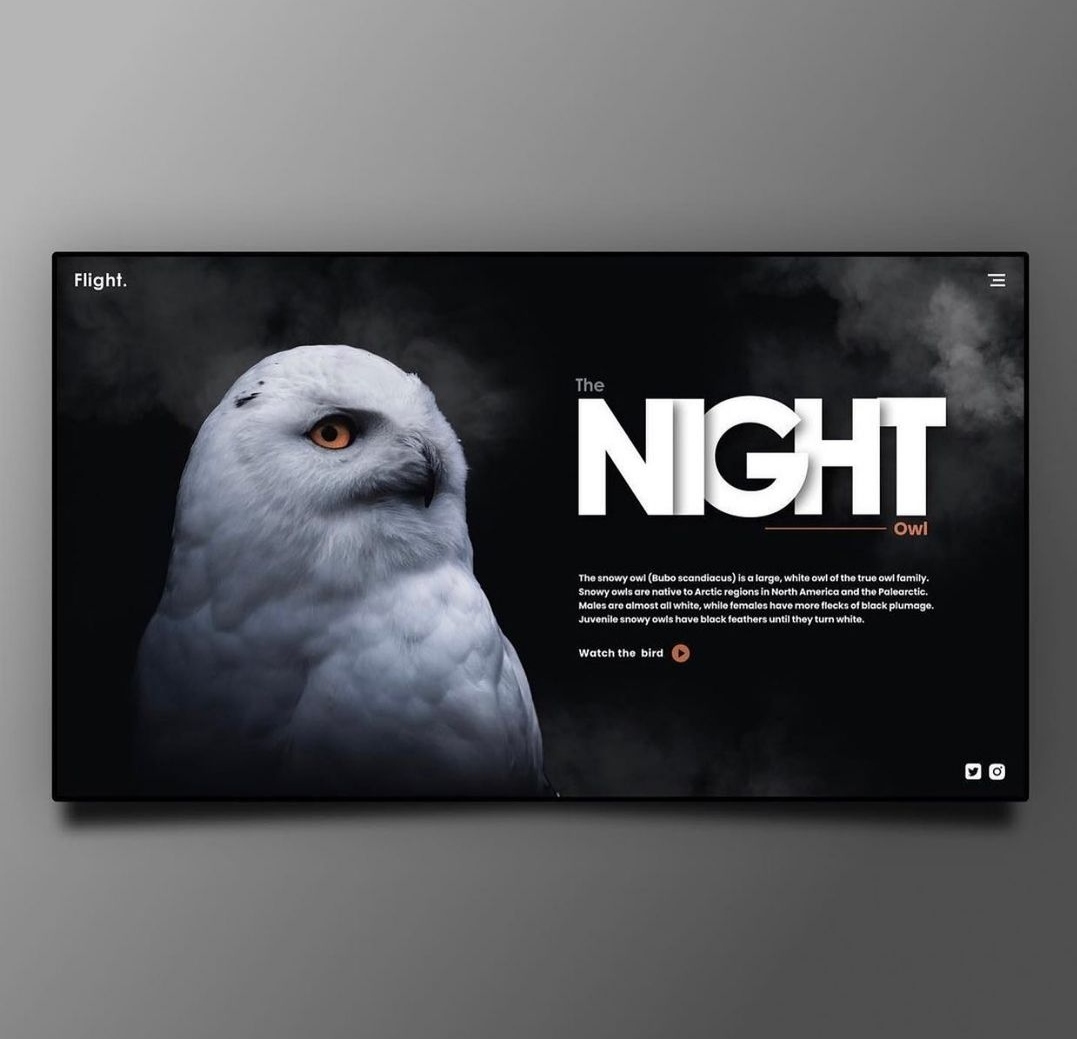 Flight.
The
NIGHT
Owl
The snowy owl (Bubo scandiacus) is a large, white owl of the true owl family.
Snowy owls are native to Arctic regions in North America and the Palearctic.
Males are almost all white, while females have more flecks of black plumage.
Juvenile snowy owls have black feathers until they turn white.
Watch the bird